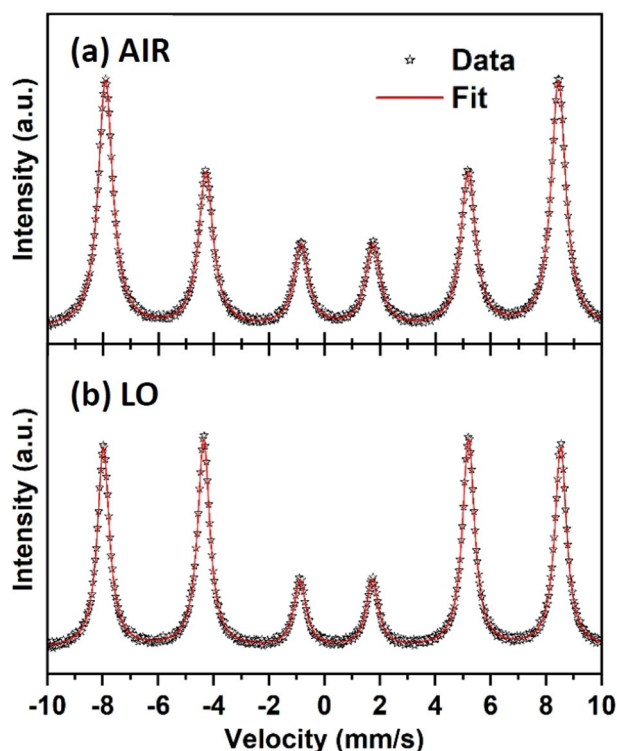 (a) AIR
Data
Fit
Intensity (a.u.)
(b) LO
Intensity (a.u.)
-10 -8 -6 -4 -2 0 2 4 6 8 10
Velocity (mm/s)